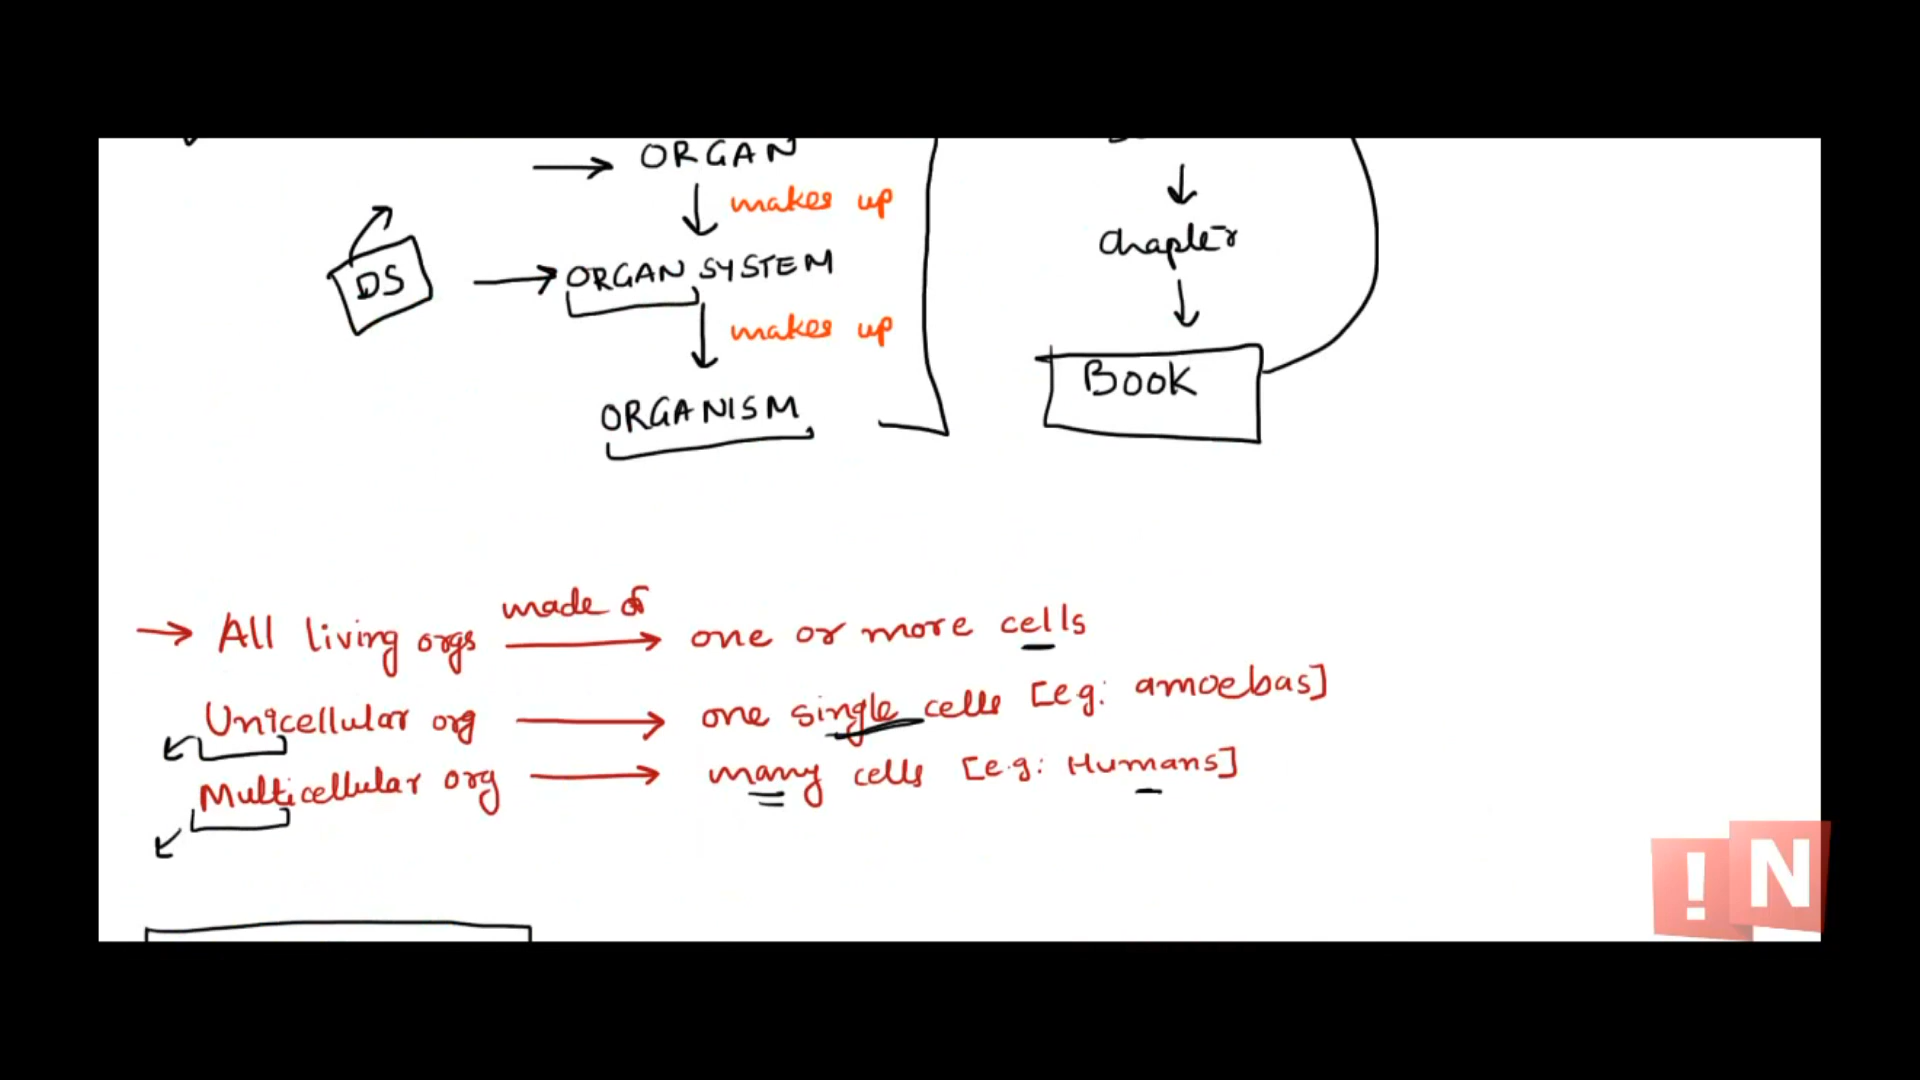 → ORGAN
↓ makes up
DS → ORGAN SYSTEM
↓ makes up
ORGANISM
↓
chapter
↓
BOOK
→ All living orgs made of → one or more cells
Unicellular org → one single cells [eg: amoebas]
Multicellular org → many cells [e.g: Humans]
!N